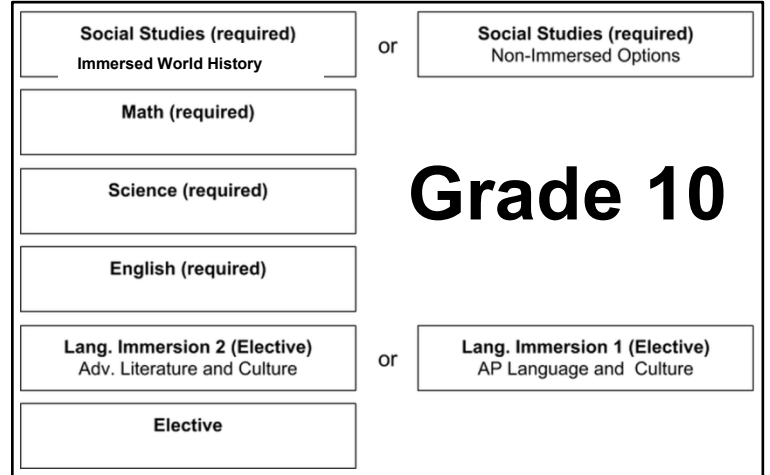 Social Studies (required)
Immersed World History
or
Social Studies (required)
Non-Immersed Options
Math (required)
Science (required)
Grade 10
English (required)
Lang. Immersion 2 (Elective)
Adv. Literature and Culture
or
Lang. Immersion 1 (Elective)
AP Language and Culture
Elective